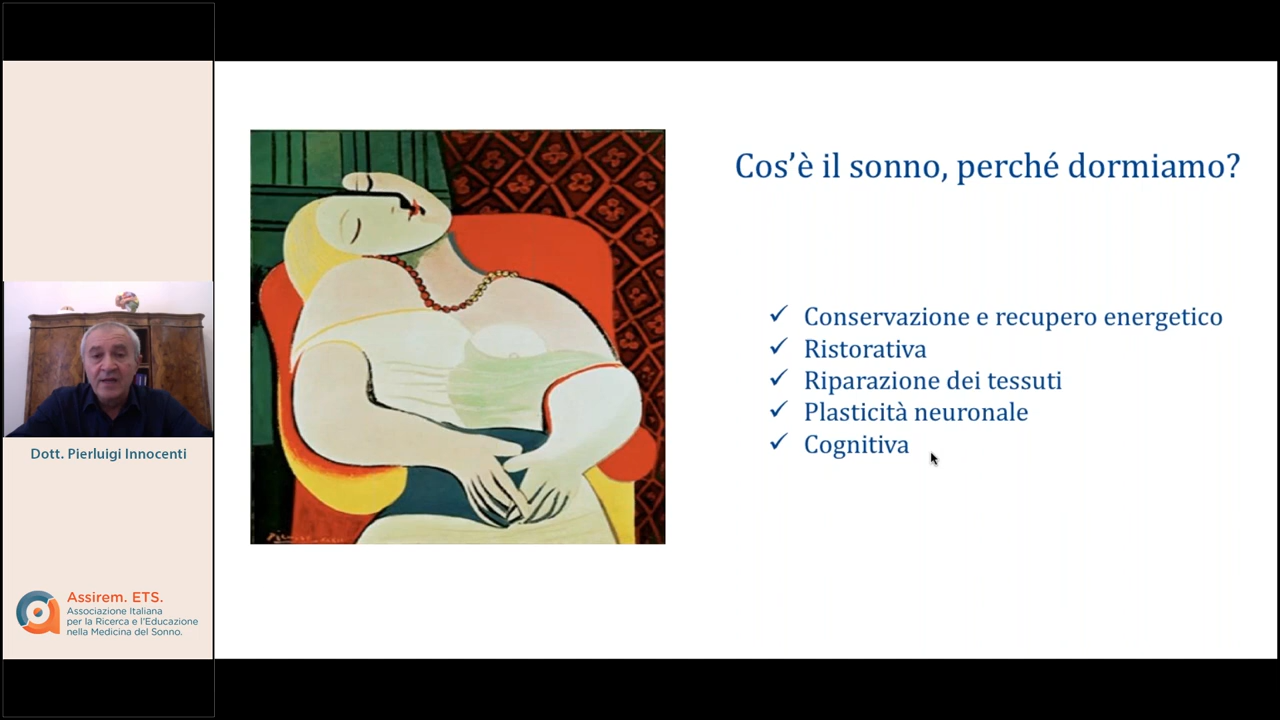 Cos’è il sonno, perché dormiamo?
✓ Conservazione e recupero energetico
✓ Ristorativa
✓ Riparazione dei tessuti
✓ Plasticità neuronale
✓ Cognitiva
Dott. Pierluigi Innocenti
Assirem. ETS.
Associazione Italiana
per la Ricerca e l’Educazione
nella Medicina del Sonno.